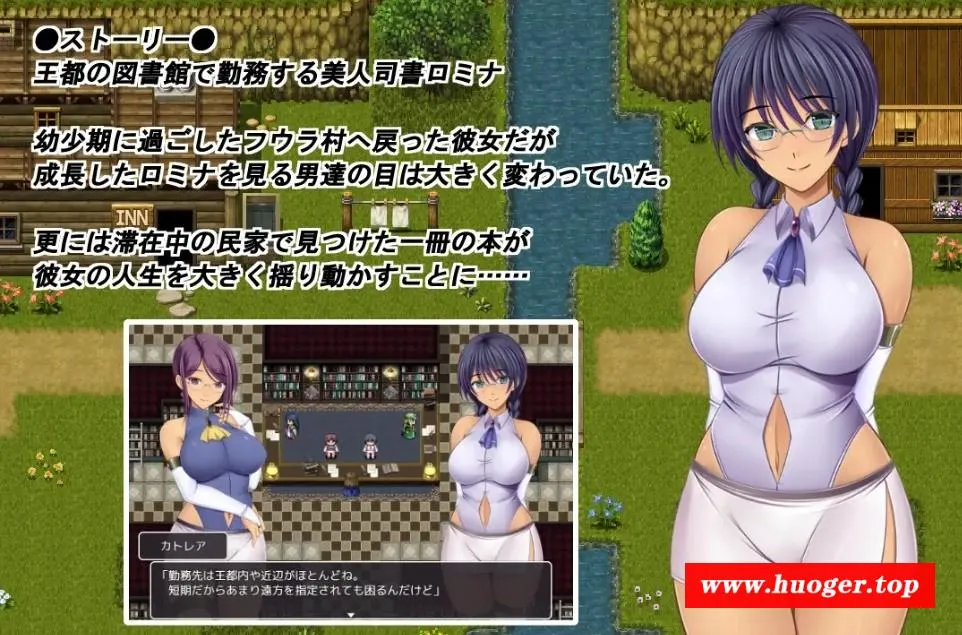 ●ストーリー●
王都の図書館で勤務する美人司書ロミナ
幼少期に過ごしたフウラ村へ戻った彼女だが
成長したロミナを見る男達の目は大きく変わっていた。
更には滞在中の民家で見つけた一冊の本が
彼女の人生を大きく揺り動かすことに……
INN
カトレア
「勤務先は王都内や近辺がほとんどね。
短期だからあまり遠方を指定されても困るんだけど」
www.huoger.top